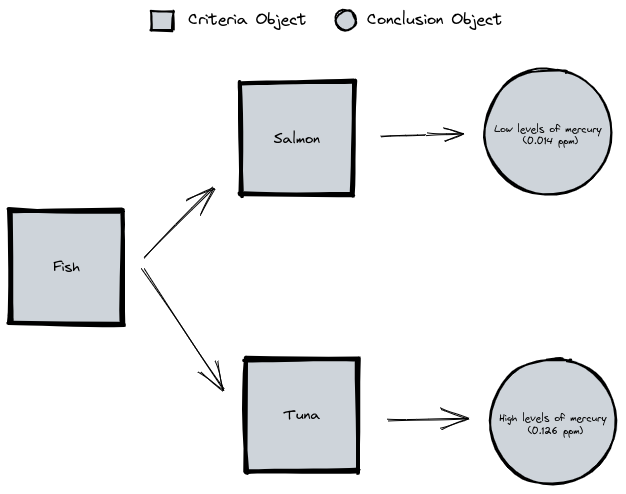 Criteria Object
Conclusion Object
Salmon
Low levels of mercury
(0.014 ppm)
Fish
Tuna
High levels of mercury
(0.126 ppm)